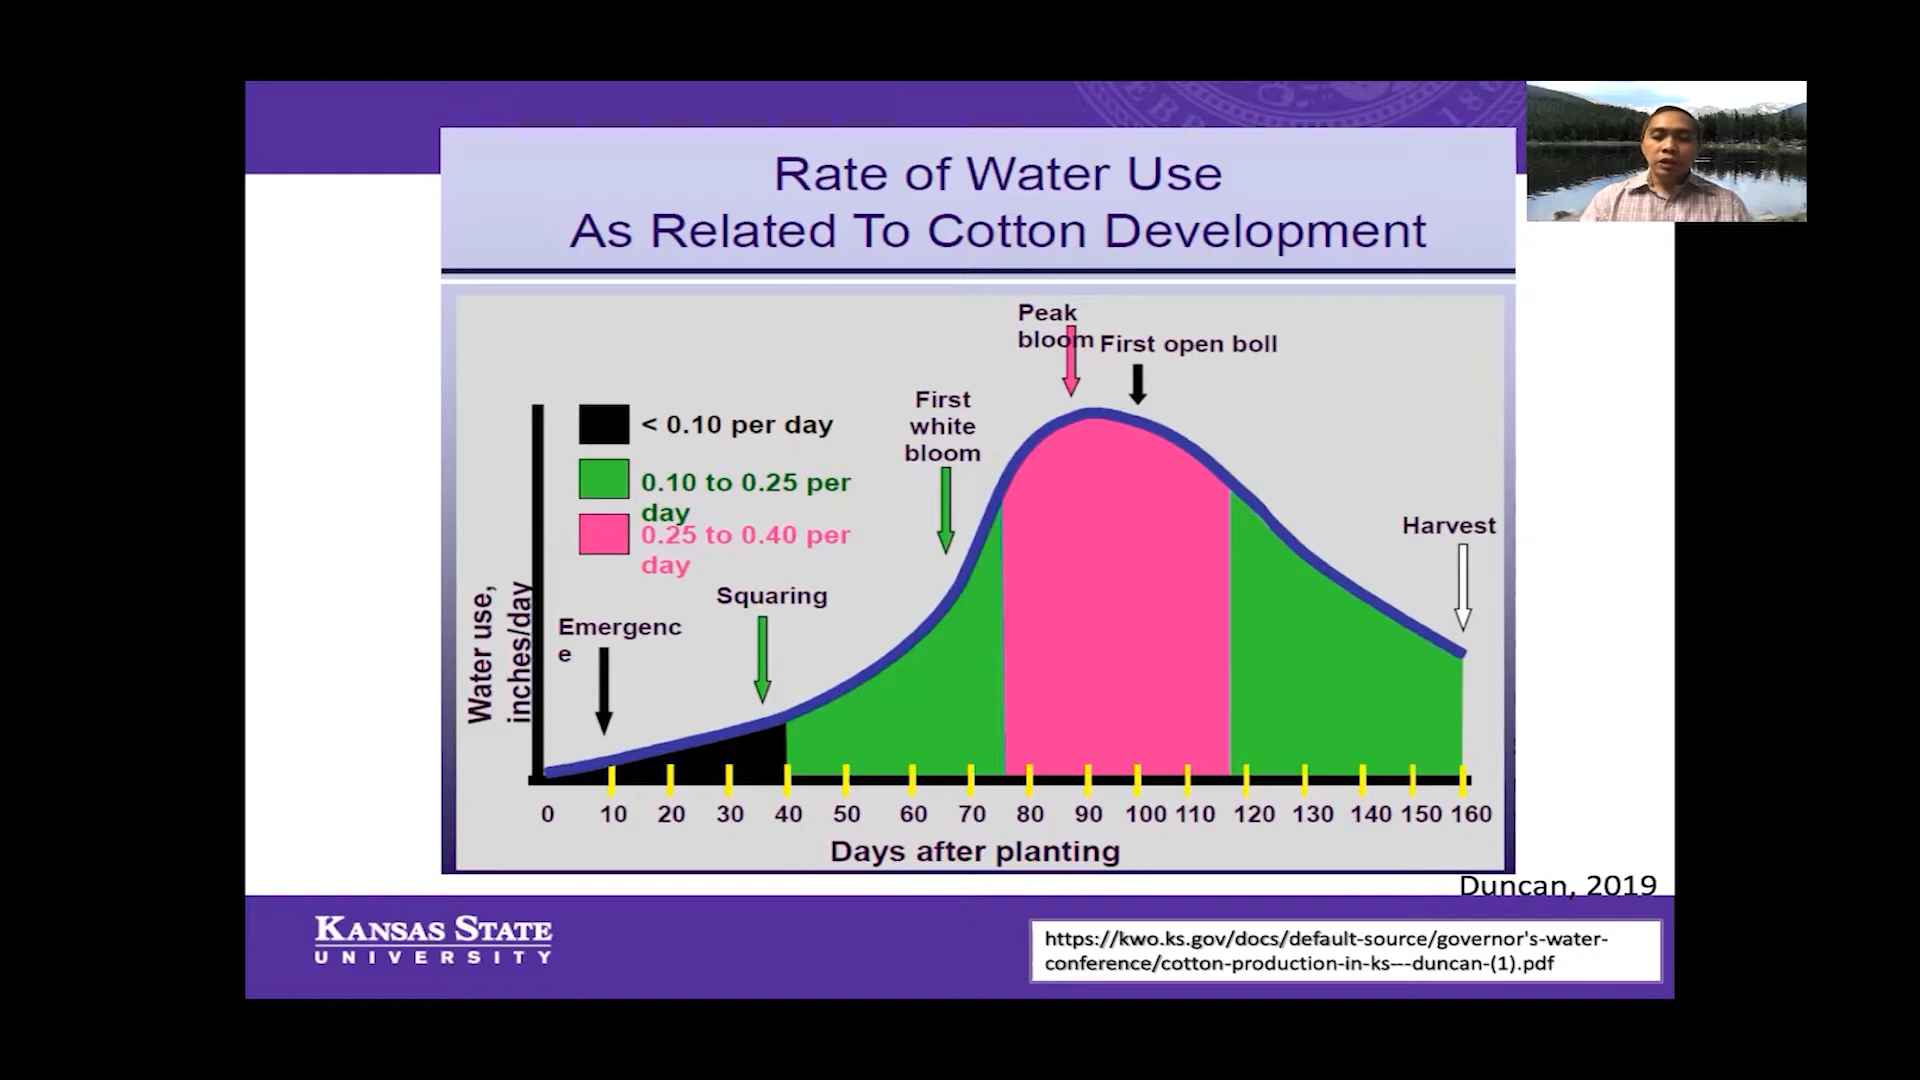 Rate of Water Use
As Related To Cotton Development
Peak
bloom
First open boll
First
white
bloom
< 0.10 per day
0.10 to 0.25 per
day
0.25 to 0.40 per
day
Harvest
Squaring
Emergenc
e
Water use,
inches/day
0 10 20 30 40 50 60 70 80 90 100 110 120 130 140 150 160
Days after planting
Duncan, 2019
KANSAS STATE
UNIVERSITY
https://kwo.ks.gov/docs/default-source/governor's-water-
conference/cotton-production-in-ks---duncan-(1).pdf